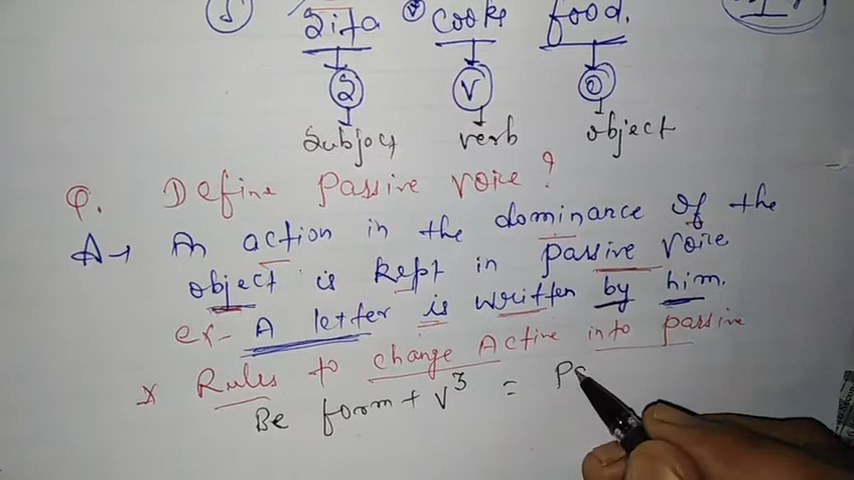 Sita cooks food.
S V O
Subject verb object
Q. Define Passive voice?
A→ An action in the dominance of the
object is kept in passive voice
ex- A letter is written by him.
x Rules to change Active into passive
Be form + V³ = Pa